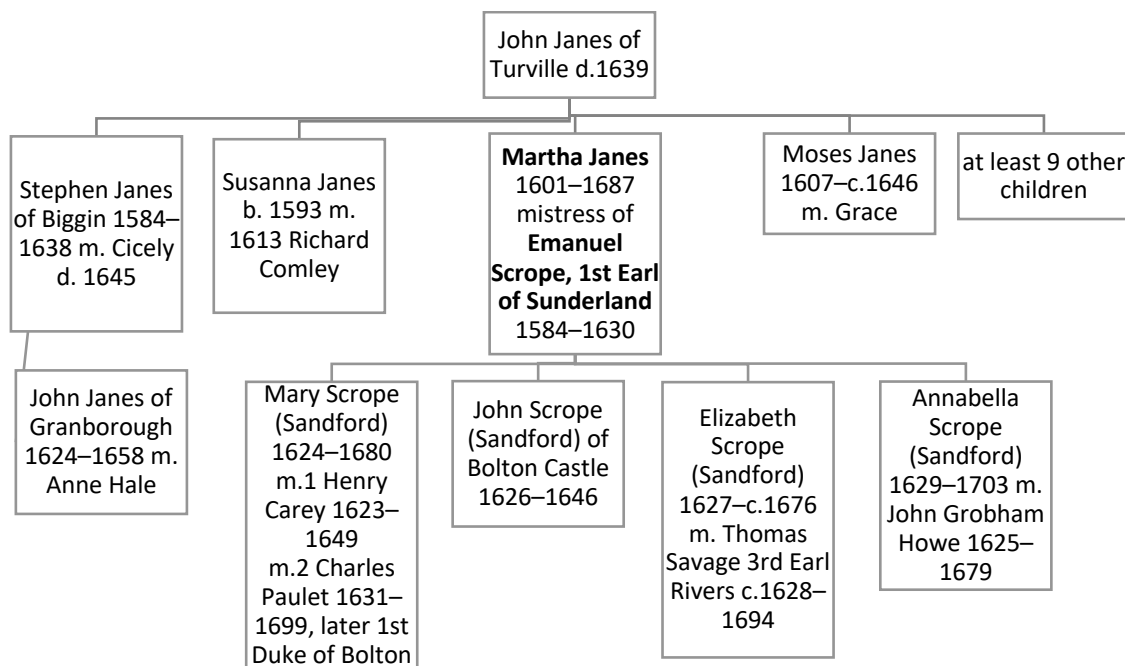 John Janes of
Turville d.1639
Stephen Janes
of Biggin 1584–
1638 m. Cicely
d. 1645
Susanna Janes
b. 1593 m.
1613 Richard
Comley
Martha Janes
1601–1687
mistress of
Emanuel
Scrope, 1st Earl
of Sunderland
1584–1630
Moses Janes
1607–c.1646
m. Grace
at least 9 other
children
John Janes of
Granborough
1624–1658 m.
Anne Hale
Mary Scrope
(Sandford)
1624–1680
m.1 Henry
Carey 1623–
1649
m.2 Charles
Paulet 1631–
1699, later 1st
Duke of Bolton
John Scrope
(Sandford) of
Bolton Castle
1626–1646
Elizabeth
Scrope
(Sandford)
1627–c.1676
m. Thomas
Savage 3rd Earl
Rivers c.1628–
1694
Annabella
Scrope
(Sandford)
1629–1703 m.
John Grobham
Howe 1625–
1679